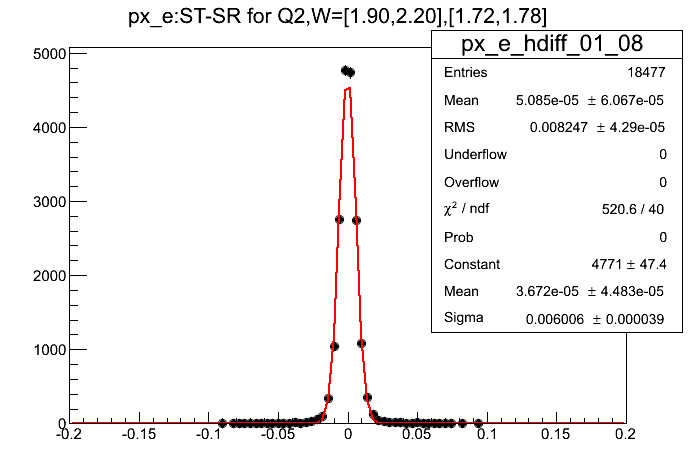 px_e:ST-SR for Q2,W=[1.90,2.20],[1.72,1.78]
px_e_hdiff_01_08
Entries 18477
Mean 5.085e-05 ± 6.067e-05
RMS 0.008247 ± 4.29e-05
Underflow 0
Overflow 0
χ² / ndf 520.6 / 40
Prob 0
Constant 4771 ± 47.4
Mean 3.672e-05 ± 4.483e-05
Sigma 0.006006 ± 0.000039
5000
4000
3000
2000
1000
0
-0.2 -0.15 -0.1 -0.05 0 0.05 0.1 0.15 0.2